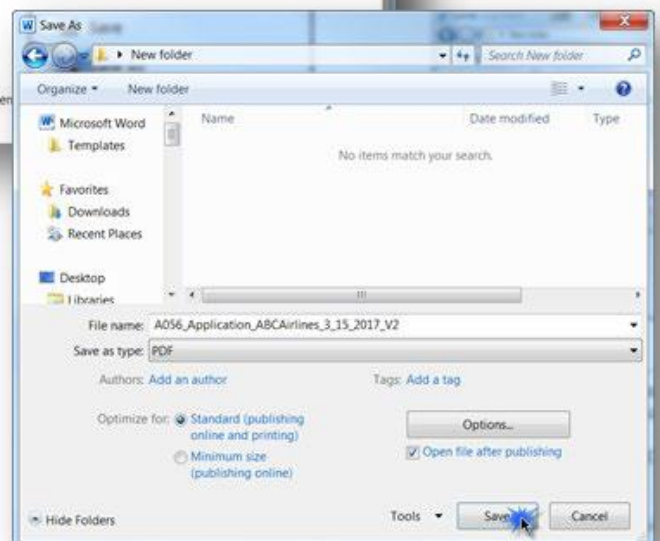 Save As
New folder
Search New folder
Organize
New folder
Microsoft Word
Templates
Favorites
Downloads
Recent Places
Desktop
Libraries
Name
Date modified
Type
No items match your search.
File name: A056_Application_ABCAirlines_3_15_2017_V2
Save as type: PDF
Authors: Add an author
Tags: Add a tag
Optimize for: Standard (publishing
online and printing)
Minimum size
(publishing online)
Options...
Open file after publishing
Hide Folders
Tools
Save
Cancel